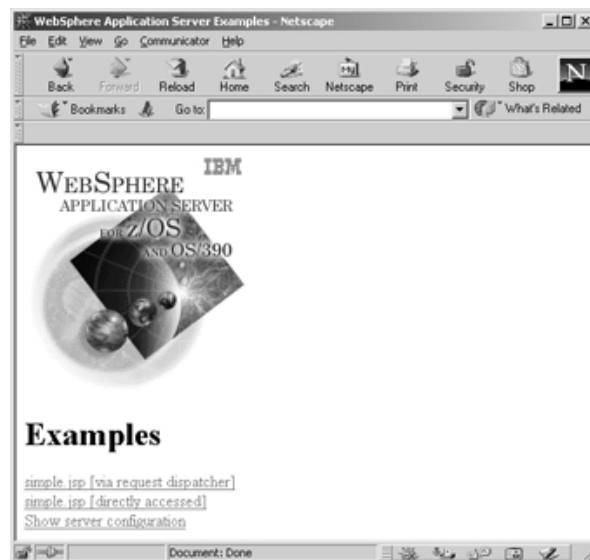 WebSphere Application Server Examples - Netscape
File Edit View Go Communicator Help
Back Forward Reload Home Search Netscape Print Security Shop N
Bookmarks Go to: What's Related
IBM
WEBSPHERE
APPLICATION SERVER
FOR z/OS
AND OS/390
Examples
simple.jsp [via request dispatcher]
simple.jsp [directly accessed]
Show server configuration
Document: Done